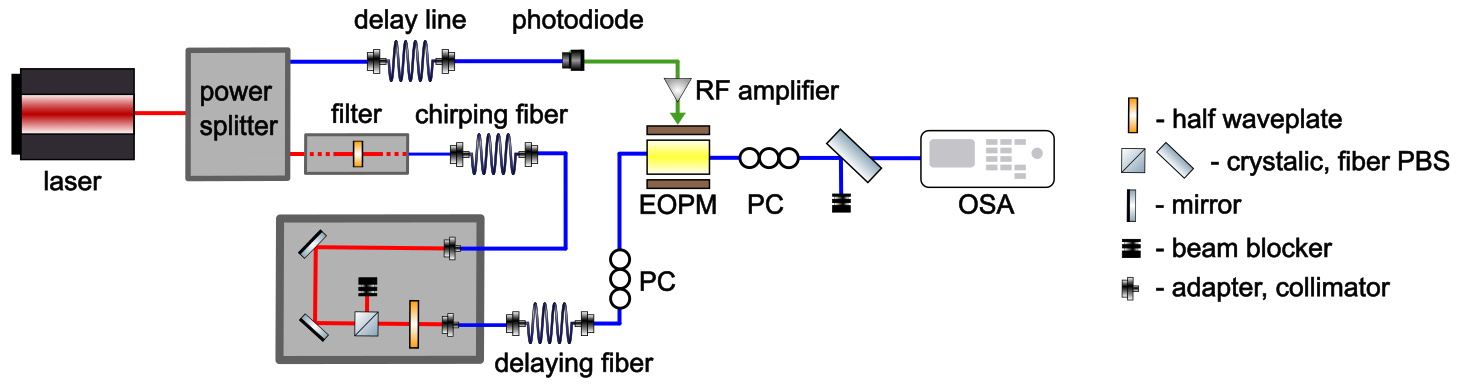 delay line
photodiode
power
splitter
filter
chirping fiber
RF amplifier
laser
EOPM
PC
OSA
PC
delaying fiber
- half waveplate
- crystalic, fiber PBS
- mirror
- beam blocker
- adapter, collimator